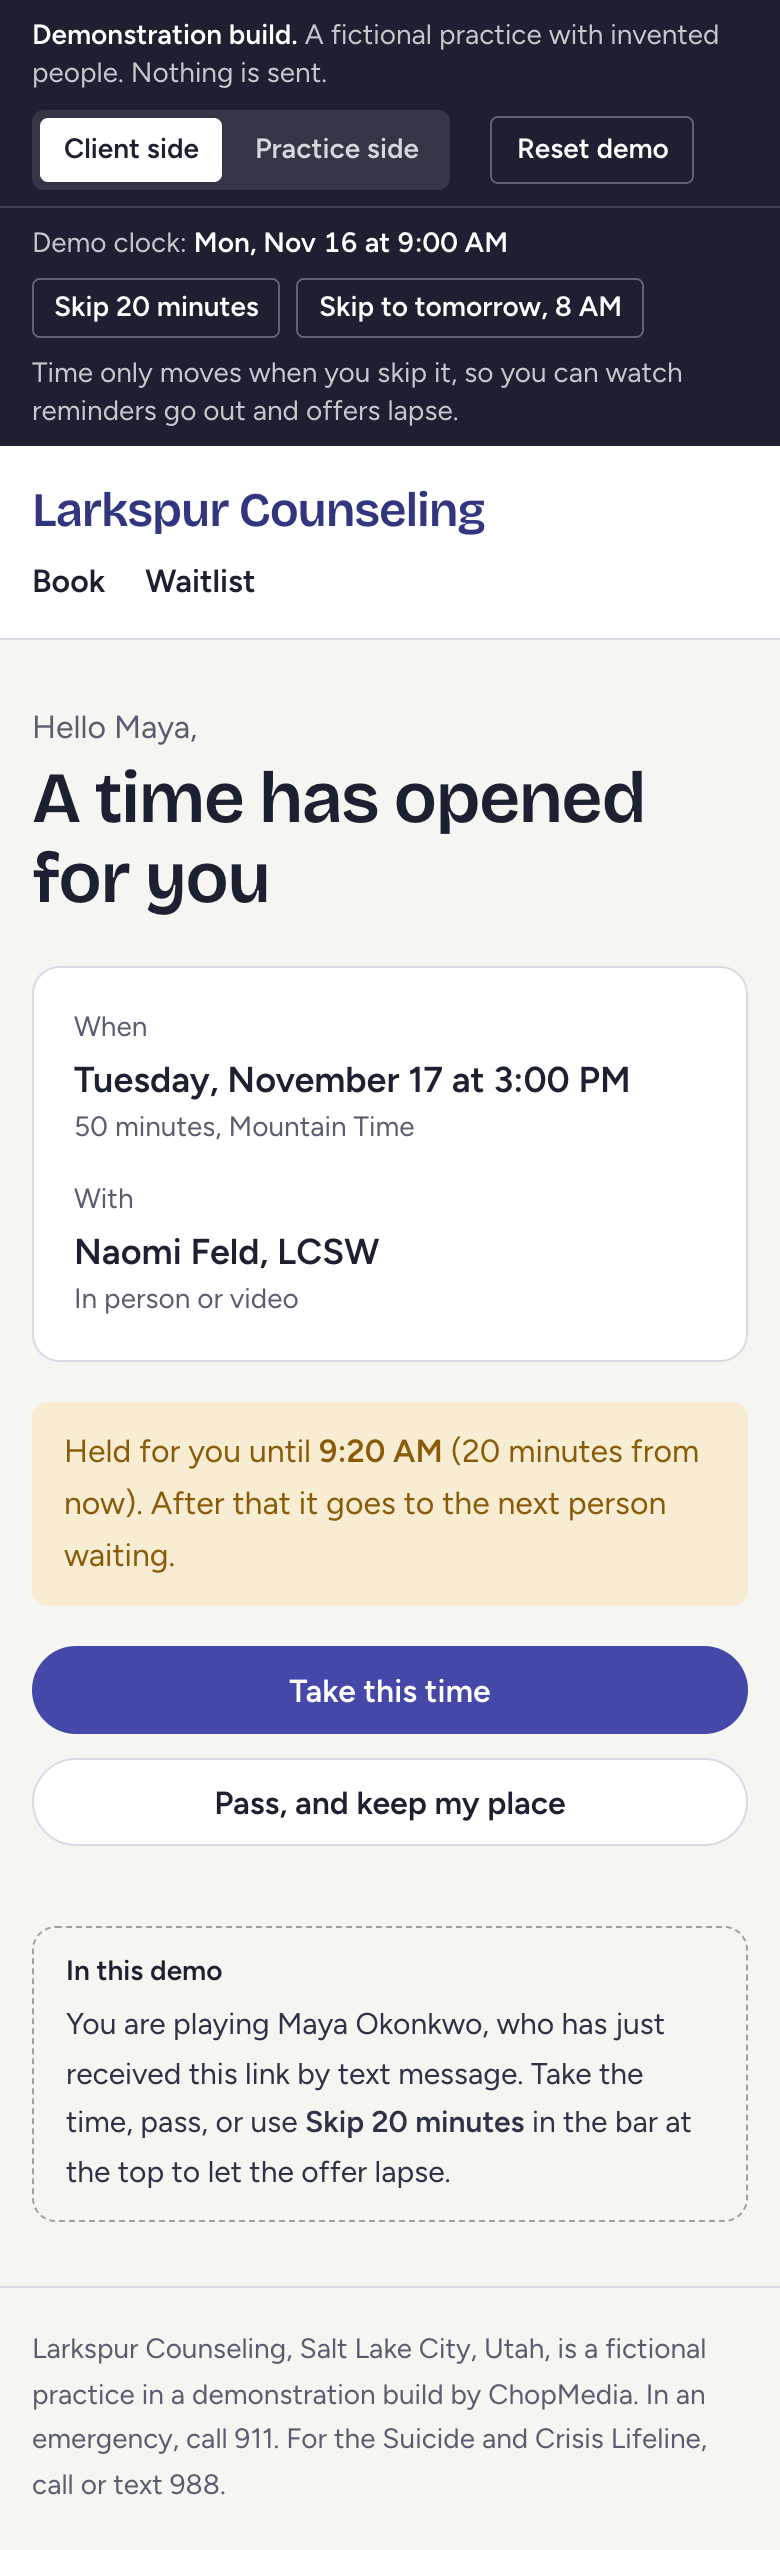 Demonstration build. A fictional practice with invented
people. Nothing is sent.
Client side Practice side Reset demo
Demo clock: Mon, Nov 16 at 9:00 AM
Skip 20 minutes Skip to tomorrow, 8 AM
Time only moves when you skip it, so you can watch
reminders go out and offers lapse.
Larkspur Counseling
Book Waitlist
Hello Maya,
A time has opened
for you
When
Tuesday, November 17 at 3:00 PM
50 minutes, Mountain Time
With
Naomi Feld, LCSW
In person or video
Held for you until 9:20 AM (20 minutes from
now). After that it goes to the next person
waiting.
Take this time
Pass, and keep my place
In this demo
You are playing Maya Okonkwo, who has just
received this link by text message. Take the
time, pass, or use Skip 20 minutes in the bar at
the top to let the offer lapse.
Larkspur Counseling, Salt Lake City, Utah, is a fictional
practice in a demonstration build by ChopMedia. In an
emergency, call 911. For the Suicide and Crisis Lifeline,
call or text 988.